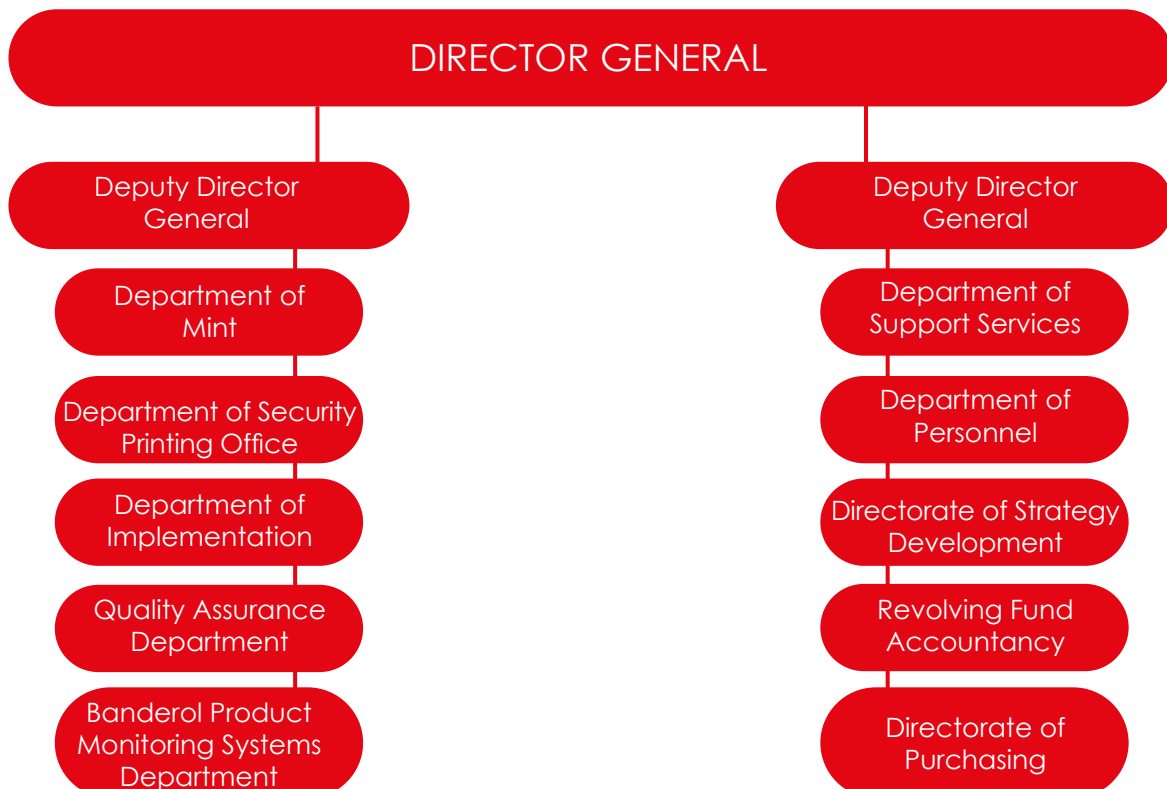 DIRECTOR GENERAL
Deputy Director
General
Department of
Mint
Department of Security
Printing Office
Department of
Implementation
Quality Assurance
Department
Banderol Product
Monitoring Systems
Department
Deputy Director
General
Department of
Support Services
Department of
Personnel
Directorate of Strategy
Development
Revolving Fund
Accountancy
Directorate of
Purchasing